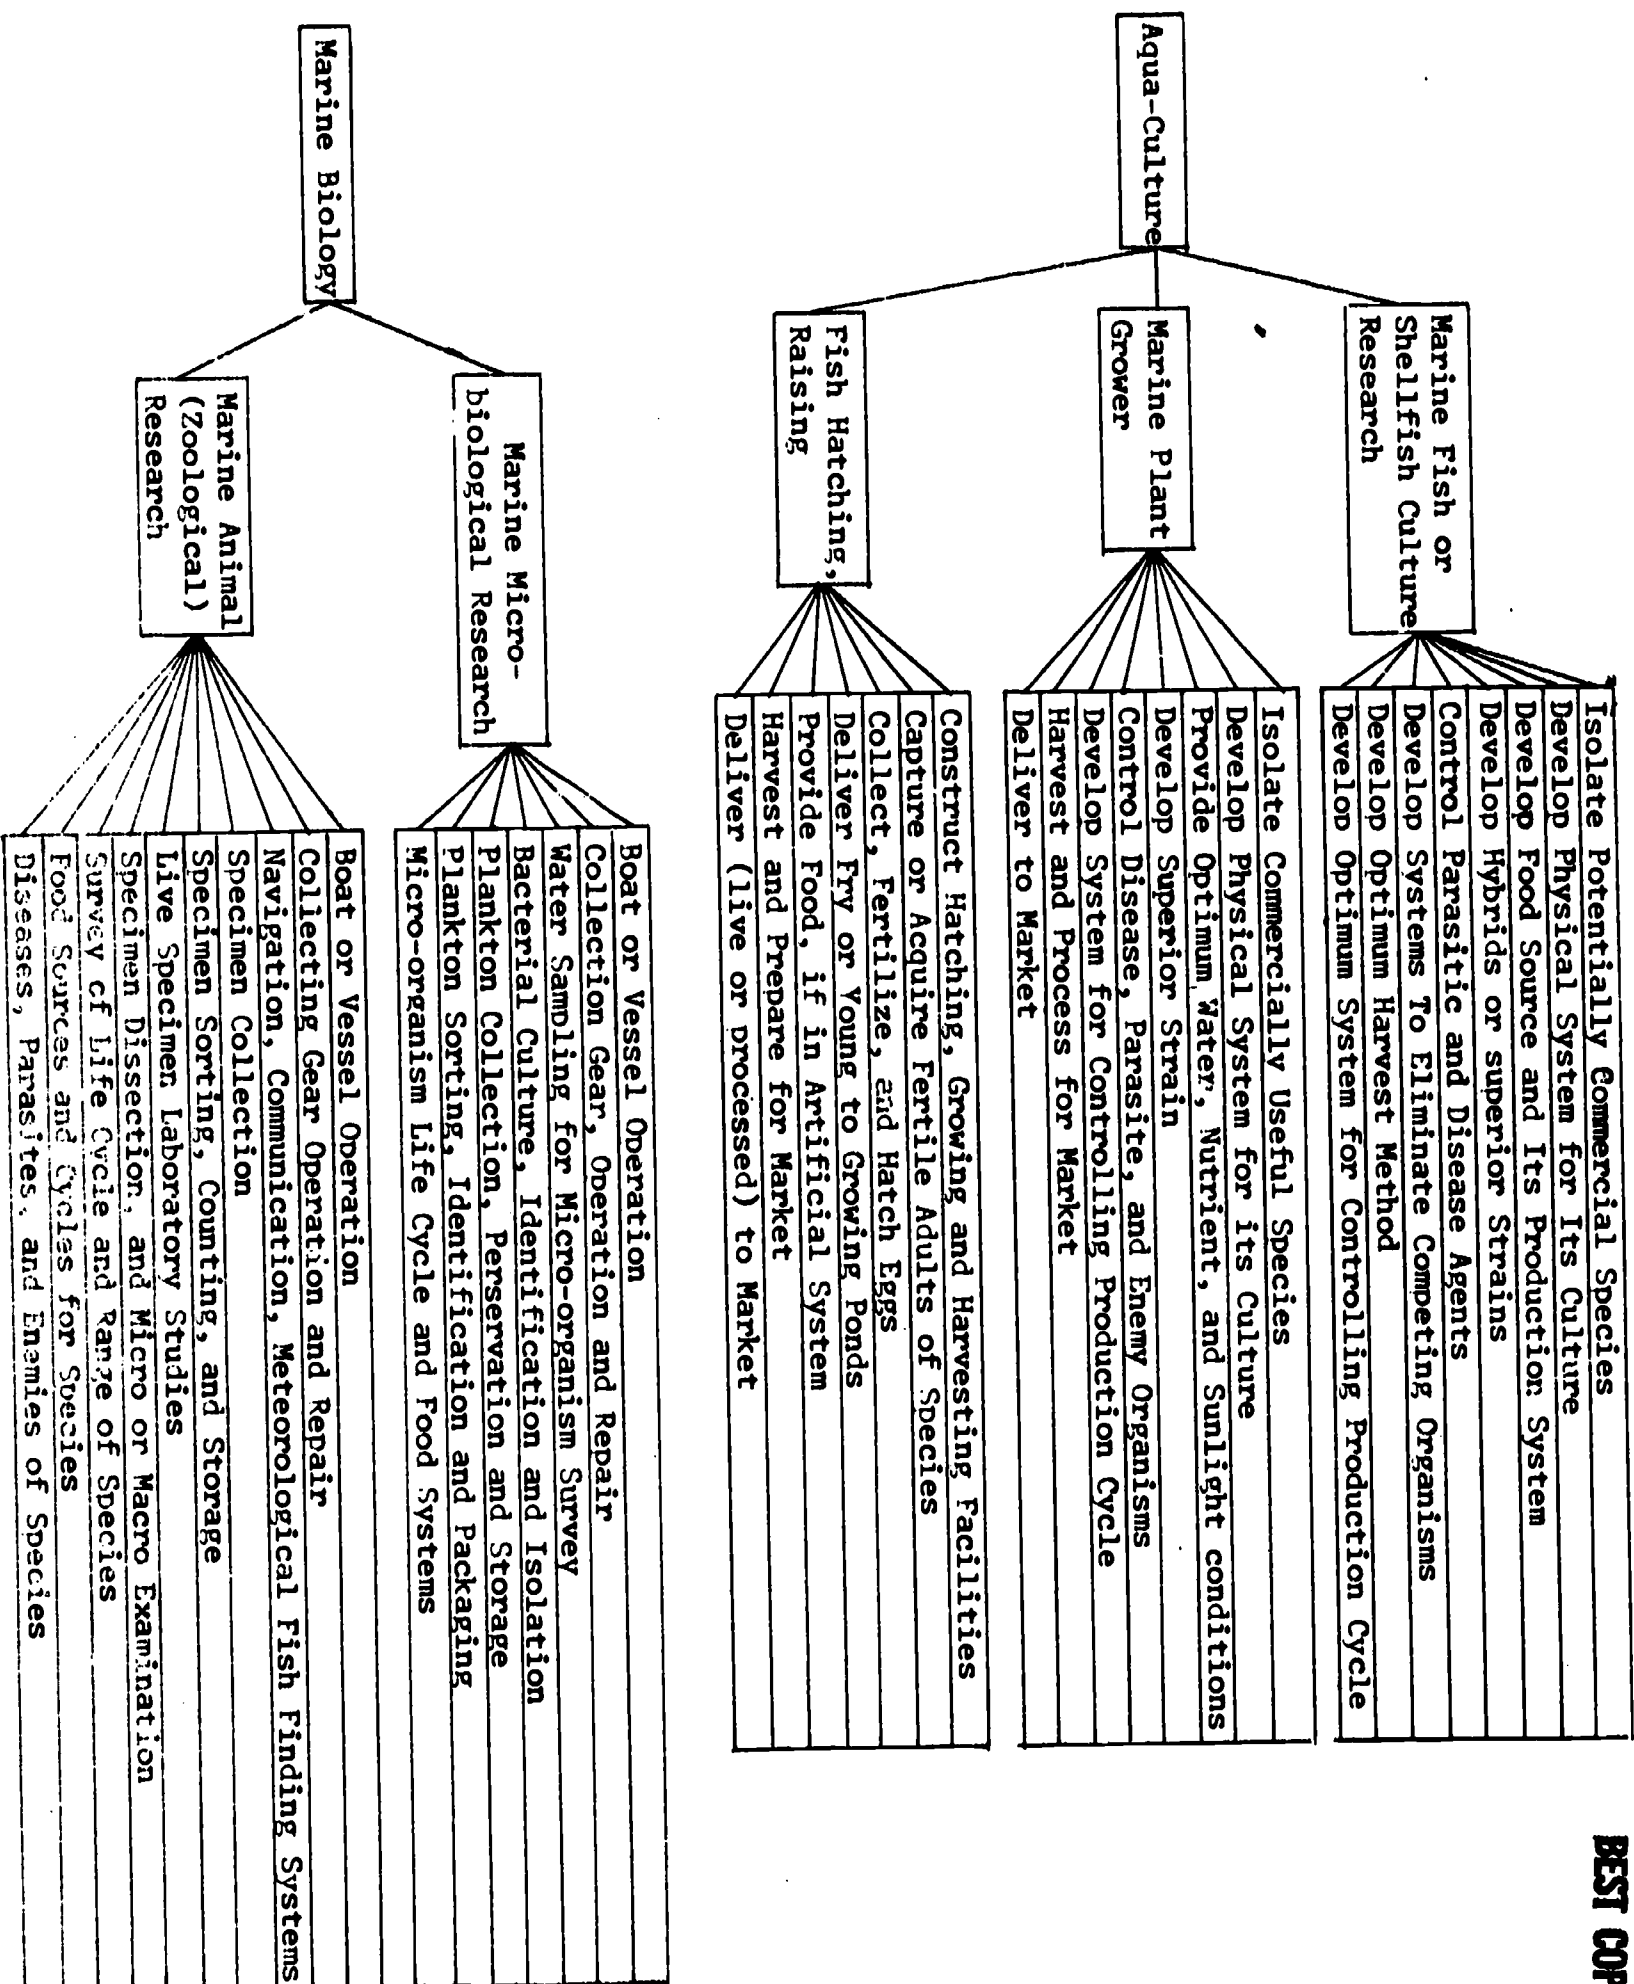 BEST COP
Aqua-Culture
Marine Fish or
Shellfish Culture
Research
Isolate Potentially Commercial Species
Develop Physical System for Its Culture
Develop Food Source and Its Production System
Develop Hybrids or superior Strains
Control Parasitic and Disease Agents
Develop Systems To Eliminate Competing Organisms
Develop Optimum Harvest Method
Develop Optimum System for Controlling Production Cycle
Marine Plant
Grower
Isolate Commercially Useful Species
Develop Physical System for its Culture
Provide Optimum Water, Nutrient, and Sunlight conditions
Develop Superior Strain
Control Disease, Parasite, and Enemy Organisms
Develop System for Controlling Production Cycle
Harvest and Process for Market
Deliver to Market
Fish Hatching,
Raising
Construct Hatching, Growing and Harvesting Facilities
Capture or Acquire Fertile Adults of Species
Collect, Fertilize, and Hatch Eggs
Deliver Fry or Young to Growing Ponds
Provide Food, if in Artificial System
Harvest and Prepare for Market
Deliver (live or processed) to Market
Marine Biology
Marine Micro-
biological Research
Boat or Vessel Operation
Collection Gear, Operation and Repair
Water Sampling for Micro-organism Survey
Bacterial Culture, Identification and Isolation
Plankton Collection, Perservation and Storage
Plankton Sorting, Identification and Packaging
Micro-organism Life Cycle and Food Systems
Marine Animal
(Zoological)
Research
Boat or Vessel Operation
Collecting Gear Operation and Repair
Navigation, Communication, Meteorological Fish Finding Systems
Specimen Collection
Specimen Sorting, Counting, and Storage
Live Specimen Laboratory Studies
Specimen Dissection, and Micro or Macro Examination
Survey of Life Cycle and Range of Species
Food Sources and Cycles for Species
Diseases, Parasites, and Enemies of Species